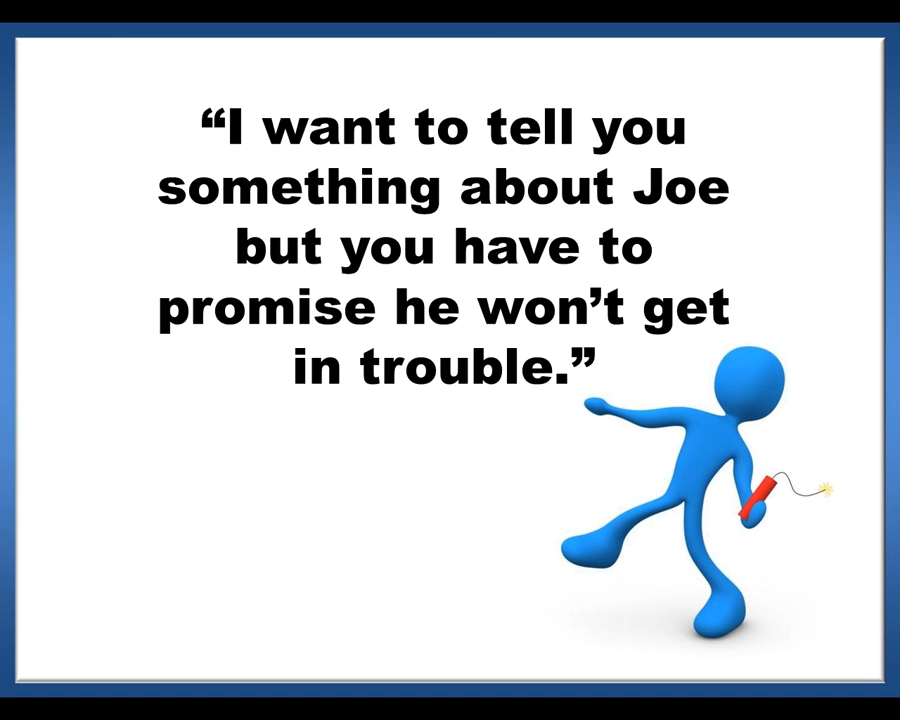 “I want to tell you
something about Joe
but you have to
promise he won’t get
in trouble.”